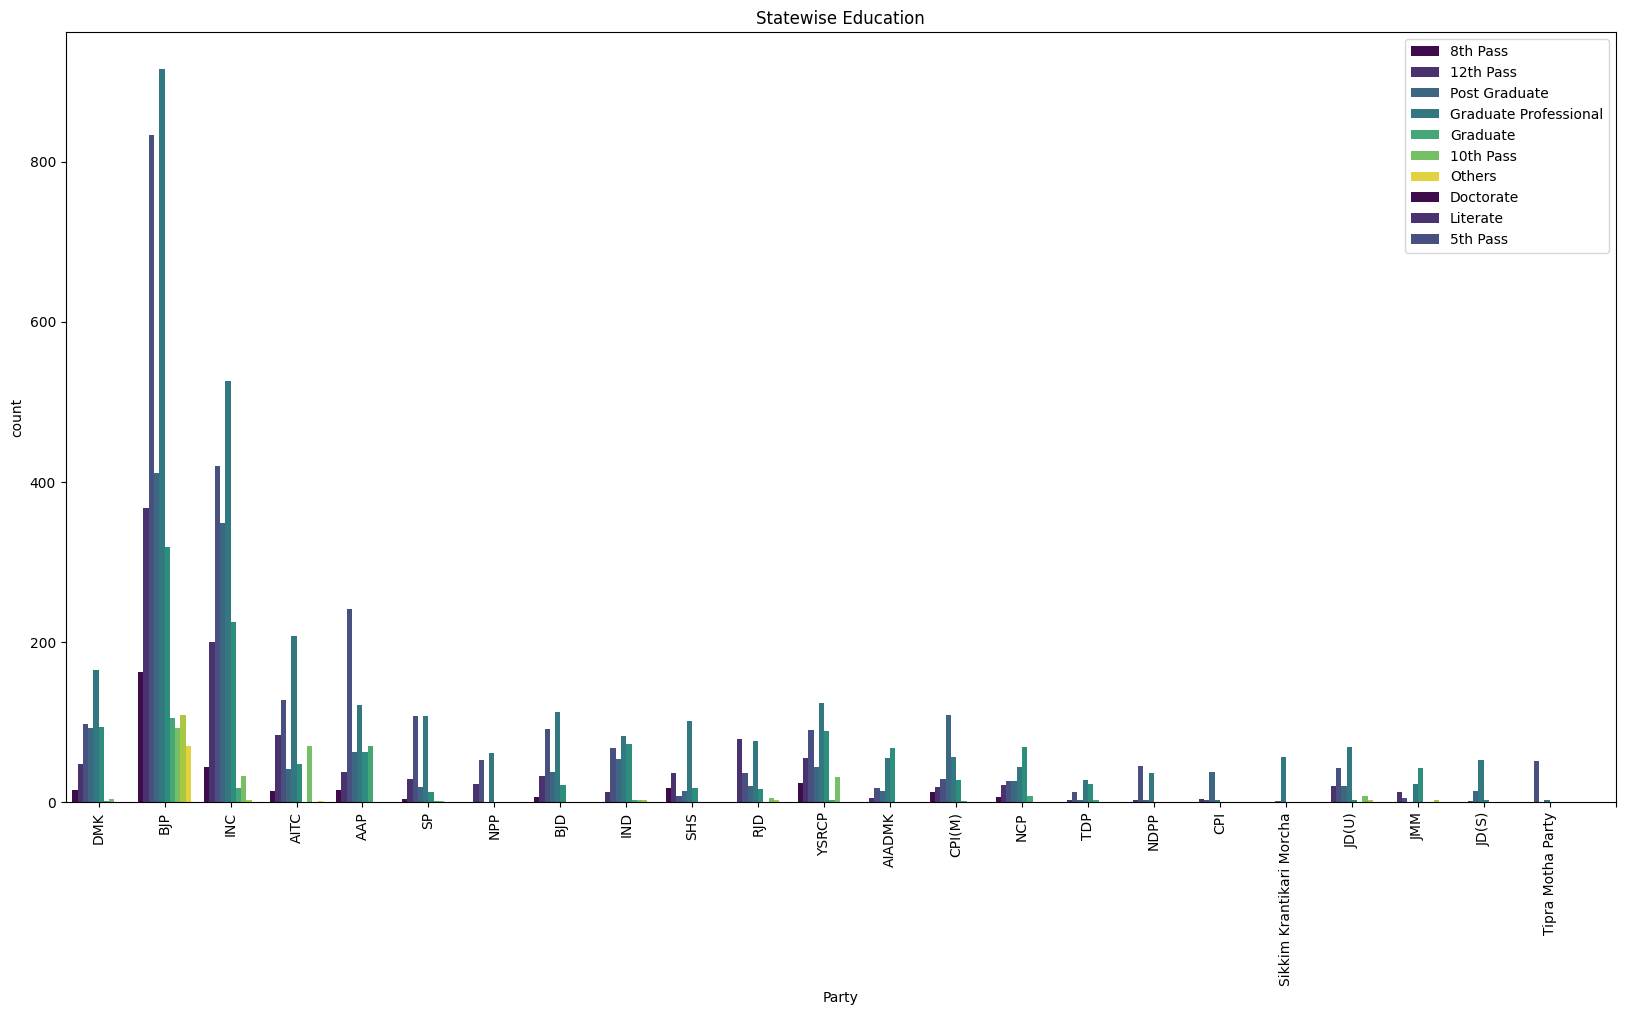 Statewise Education
8th Pass
12th Pass
Post Graduate
Graduate Professional
Graduate
10th Pass
Others
Doctorate
Literate
5th Pass
count
800
600
400
200
0
DMK
BJP
INC
AITC
AAP
SP
NPP
BJD
IND
SHS
RJD
YSRCP
AIADMK
CPI(M)
NCP
TDP
NDPP
CPI
Sikkim Krantikari Morcha
JD(U)
JMM
JD(S)
Tipra Motha Party
Party